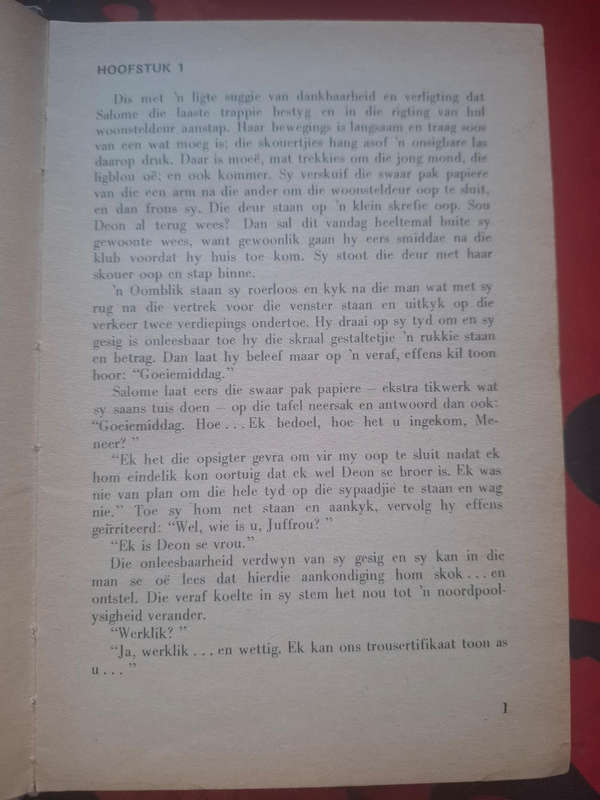 HOOFSTUK 1
Dis met 'n ligte suggie van dankbaarheid en verligting dat
Salome die laaste trappie bestyg en in die rigting van hul
woonsteldeur aanstap. Haar bewegings is langsaam en traag soos
van een wat moeg is; die skouertjies hang asof 'n onsigbare las
daarop druk. Daar is moeë, mat trekkies om die jong mond, die
ligblou oë; en ook kommer. Sy verskuif die swaar pak papiere
van die een arm na die ander om die woonsteldeur oop te sluit,
en dan frons sy. Die deur staan op 'n klein skrefie oop. Sou
Deon al terug wees? Dan sal dit vandag heeltemal buite sy
gewoonte wees, want gewoonlik gaan hy eers smiddae na die
klub voordat hy huis toe kom. Sy stoot die deur met haar
skouer oop en stap binne.
'n Oomblik staan sy roerloos en kyk na die man wat met sy
rug na die vertrek voor die venster staan en uitkyk op die
verkeer twee verdiepings ondertoe. Hy draai op sy tyd om en sy
gesig is onleesbaar toe hy die skraal gestaltetjie 'n rukkie staan
en betrag. Dan laat hy beleef maar op 'n veraf, effens kil toon
hoor: “Goeiemiddag.”
Salome laat eers die swaar pak papiere – ekstra tikwerk wat
sy saans tuis doen – op die tafel neersak en antwoord dan ook:
“Goeiemiddag. Hoe . . . Ek bedoel, hoe het u ingekom, Me-
neer? ”
“Ek het die opsigter gevra om vir my oop te sluit nadat ek
hom eindelik kon oortuig dat ek wel Deon se broer is. Ek was
nie van plan om die hele tyd op die sypaadjie te staan en wag
nie.” Toe sy hom net staan en aankyk, vervolg hy effens
geïrriteerd: “Wel, wie is u, Juffrou? ”
“Ek is Deon se vrou.”
Die onleesbaarheid verdwyn van sy gesig en sy kan in die
man se oë lees dat hierdie aankondiging hom skok . . . en
ontstel. Die veraf koelte in sy stem het nou tot 'n noordpool-
ysigheid verander.
“Werklik? ”
“Ja, werklik . . . en wettig. Ek kan ons trousertifikaat toon as
u . . . ”
1